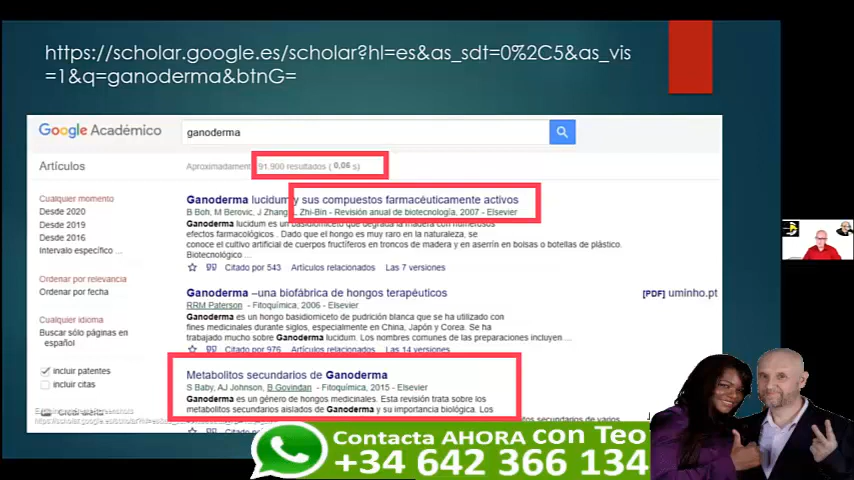 https://scholar.google.es/scholar?hl=es&as_sdt=0%2C5&as_vis
=1&q=ganoderma&btnG=
Google Académico
ganoderma
Artículos
Aproximadament 91.900 resultados ( 0,06 s)
Cualquier momento
Desde 2020
Desde 2019
Desde 2016
Intervalo específico ...
Ordenar por relevancia
Ordenar por fecha
Cualquier idioma
Buscar sólo páginas en
español
incluir patentes
incluir citas
Ganoderma lucidum y sus compuestos farmacéuticamente activos
B Boh, M Berovic, J Zhang, L Zhi-Bin - Revisión anual de biotecnología, 2007 - Elsevier
Ganoderma lucidum es un basidiomiceto que degrada la madera con numerosos
efectos farmacológicos . Dado que el hongo es muy raro en la naturaleza, se
conoce el cultivo artificial de cuerpos fructíferos en troncos de madera y en aserrín en bolsas o botellas de plástico.
Biotecnológico ...
Citado por 543 Artículos relacionados Las 7 versiones
Ganoderma –una biofábrica de hongos terapéuticos
[PDF] uminho.pt
RRM Paterson - Fitoquímica, 2006 - Elsevier
Ganoderma es un hongo basidiomiceto de pudrición blanca que se ha utilizado con
fines medicinales durante siglos, especialmente en China, Japón y Corea. Se ha
trabajado mucho sobre Ganoderma lucidum. Los nombres comunes de las preparaciones incluyen ...
Citado por 976 Artículos relacionados Las 14 versiones
Metabolitos secundarios de Ganoderma
S Baby, AJ Johnson, B Govindan - Fitoquímica, 2015 - Elsevier
Ganoderma es un género de hongos medicinales. Esta revisión trata sobre los
metabolitos secundarios aislados de Ganoderma y su importancia biológica. Los
Contacta AHORA con Teo
+34 642 366 134